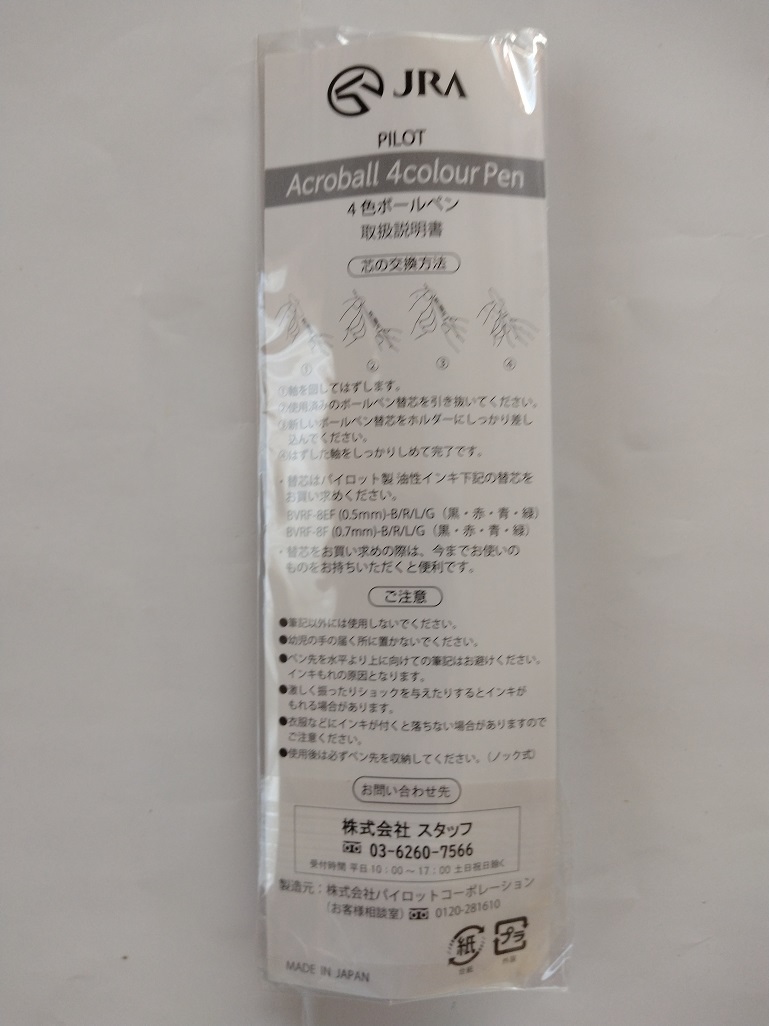 JRA
PILOT
Acroball 4colour Pen
4色ボールペン
取扱説明書
芯の交換方法
① ② ③ ④
①軸を回してはずします。
②使用済みのボールペン替芯を引き抜いてください。
③新しいボールペン替芯をホルダーにしっかり差し
込んでください。
④はずした軸をしっかりしめて完了です。
・替芯はパイロット製 油性インキ下記の替芯を
お買い求めください。
BVRF-8EF (0.5mm)-B/R/L/G（黒・赤・青・緑）
BVRF-8F (0.7mm)-B/R/L/G（黒・赤・青・緑）
・替芯をお買い求めの際は、今までお使いの
ものをお持ちいただくと便利です。
ご注意
●筆記以外には使用しないでください。
●幼児の手の届く所に置かないでください。
●ペン先を水平より上に向けての筆記はお避けください。
インキもれの原因となります。
●激しく振ったりショックを与えたりするとインキが
もれる場合があります。
●衣服などにインキが付くと落ちない場合がありますので
ご注意ください。
●使用後は必ずペン先を収納してください。（ノック式）
お問い合わせ先
株式会社 スタッフ
03-6260-7566
受付時間 平日 10：00～17：00 土日祝日除く
製造元：株式会社パイロットコーポレーション
（お客様相談室） 0120-281610
紙 プラ
台紙 外袋
MADE IN JAPAN